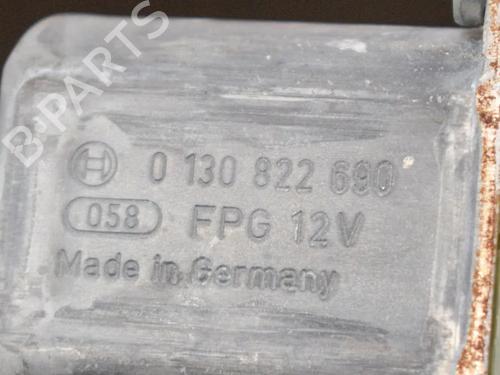 B-PARTS
0 130 822 690
058 FPG 12V
Made in Germany